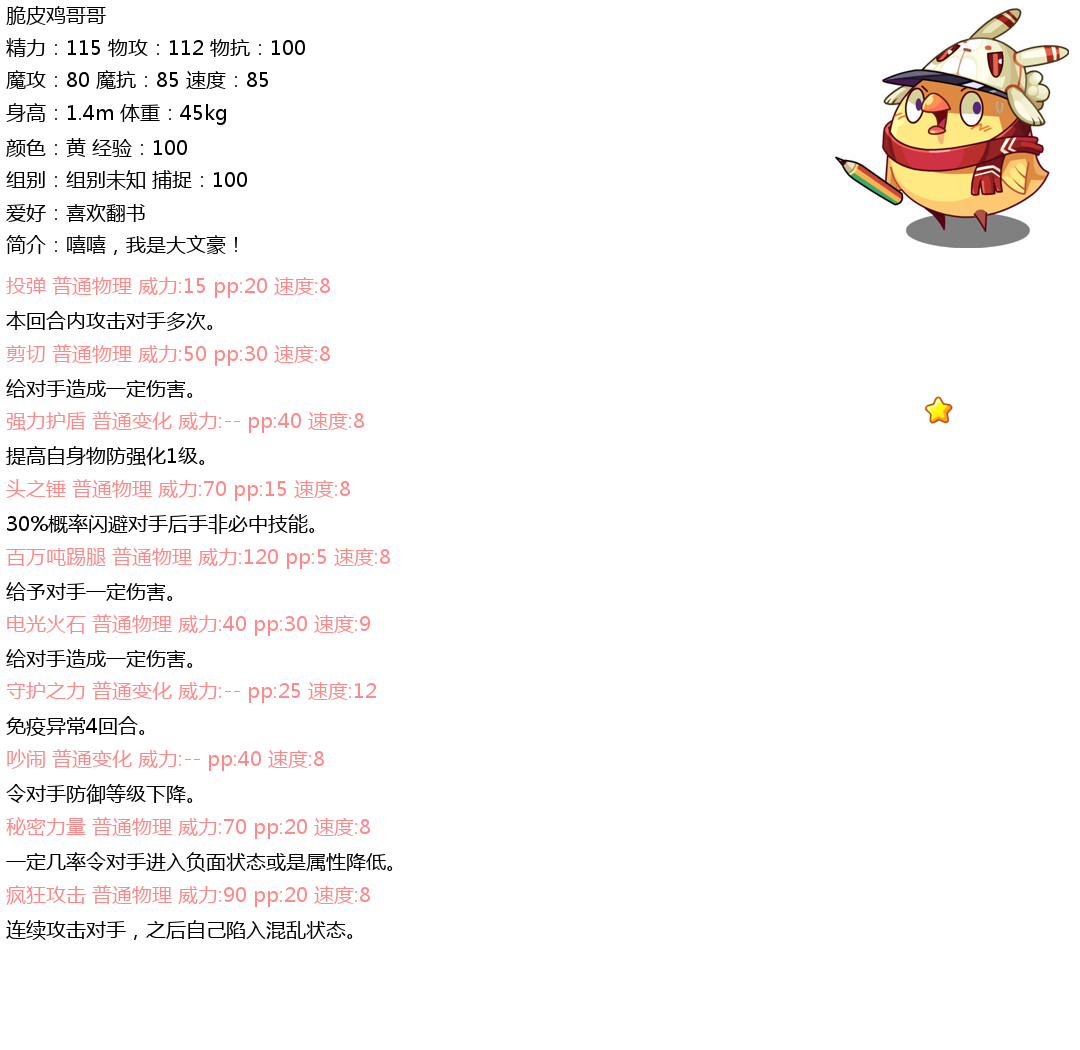 脆皮鸡哥哥
精力：115 物攻：112 物抗：100
魔攻：80 魔抗：85 速度：85
身高：1.4m 体重：45kg
颜色：黄 经验：100
组别：组别未知 捕捉：100
爱好：喜欢翻书
简介：嘻嘻，我是大文豪！
投弹 普通物理 威力:15 pp:20 速度:8
本回合内攻击对手多次。
剪切 普通物理 威力:50 pp:30 速度:8
给对手造成一定伤害。
强力护盾 普通变化 威力:-- pp:40 速度:8
提高自身物防强化1级。
头之锤 普通物理 威力:70 pp:15 速度:8
30%概率闪避对手后手非必中技能。
百万吨踢腿 普通物理 威力:120 pp:5 速度:8
给予对手一定伤害。
电光火石 普通物理 威力:40 pp:30 速度:9
给对手造成一定伤害。
守护之力 普通变化 威力:-- pp:25 速度:12
免疫异常4回合。
吵闹 普通变化 威力:-- pp:40 速度:8
令对手防御等级下降。
秘密力量 普通物理 威力:70 pp:20 速度:8
一定几率令对手进入负面状态或是属性降低。
疯狂攻击 普通物理 威力:90 pp:20 速度:8
连续攻击对手，之后自己陷入混乱状态。